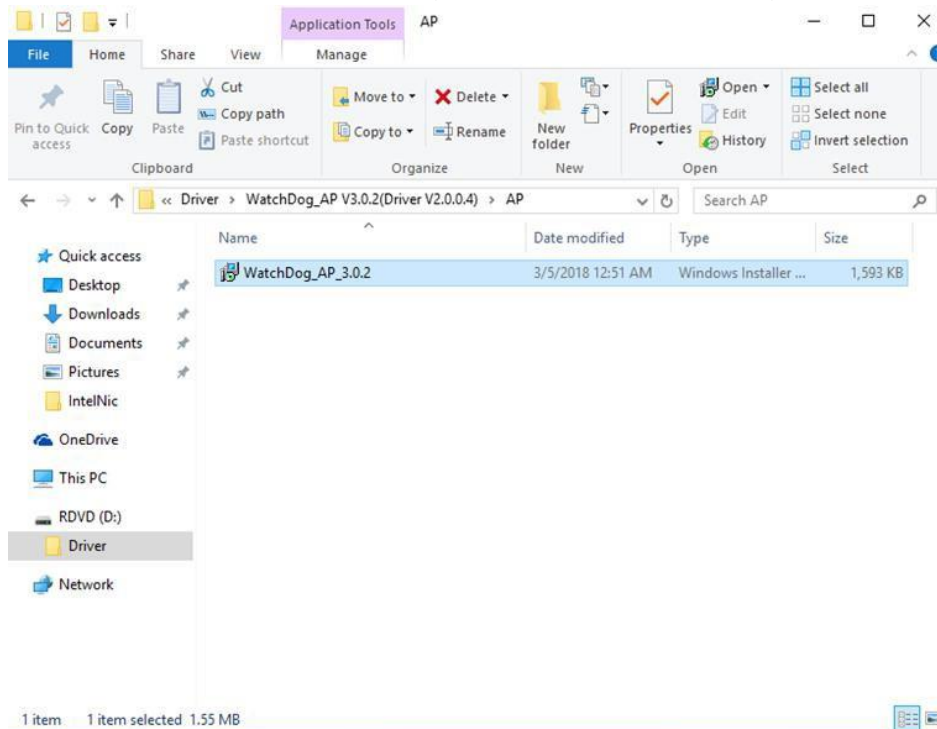 Application Tools AP
File Home Share View Manage
Pin to Quick access
Copy
Paste
Cut
Copy path
Paste shortcut
Clipboard
Move to
Copy to
Delete
Rename
Organize
New folder
New
Properties
Open
Edit
History
Open
Select all
Select none
Invert selection
Select
« Driver > WatchDog_AP V3.0.2(Driver V2.0.0.4) > AP
Search AP
Name Date modified Type Size
WatchDog_AP_3.0.2 3/5/2018 12:51 AM Windows Installer ... 1,593 KB
Quick access
Desktop
Downloads
Documents
Pictures
IntelNic
OneDrive
This PC
RDVD (D:)
Driver
Network
1 item 1 item selected 1.55 MB